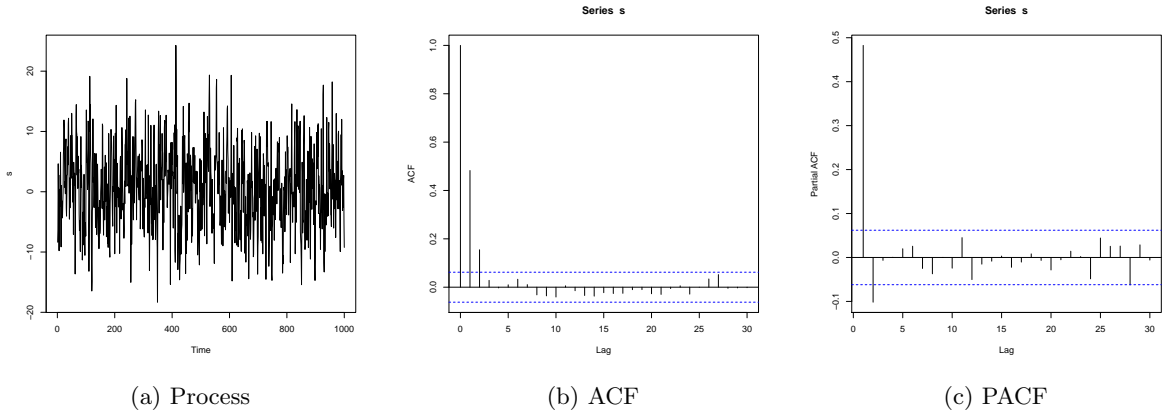 Series s
Series s
20
10
0
−10
−20
s
0 200 400 600 800 1000
Time
1.0
0.8
0.6
0.4
0.2
0.0
ACF
0 5 10 15 20 25 30
Lag
0.5
0.4
0.3
0.2
0.1
0.0
−0.1
Partial ACF
0 5 10 15 20 25 30
Lag
(a) Process
(b) ACF
(c) PACF